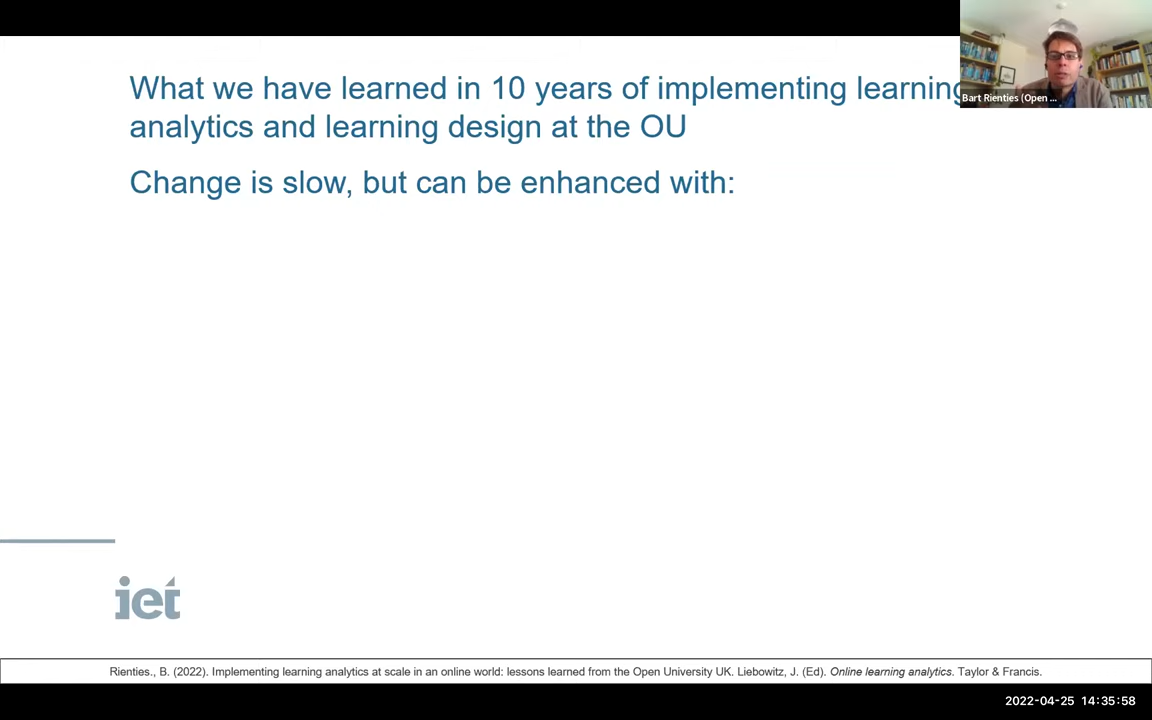 What we have learned in 10 years of implementing learning
analytics and learning design at the OU
Bart Rienties (Open ...
Change is slow, but can be enhanced with:
iet
Rienties., B. (2022). Implementing learning analytics at scale in an online world: lessons learned from the Open University UK. Liebowitz, J. (Ed). Online learning analytics. Taylor & Francis.
2022-04-25 14:35:58